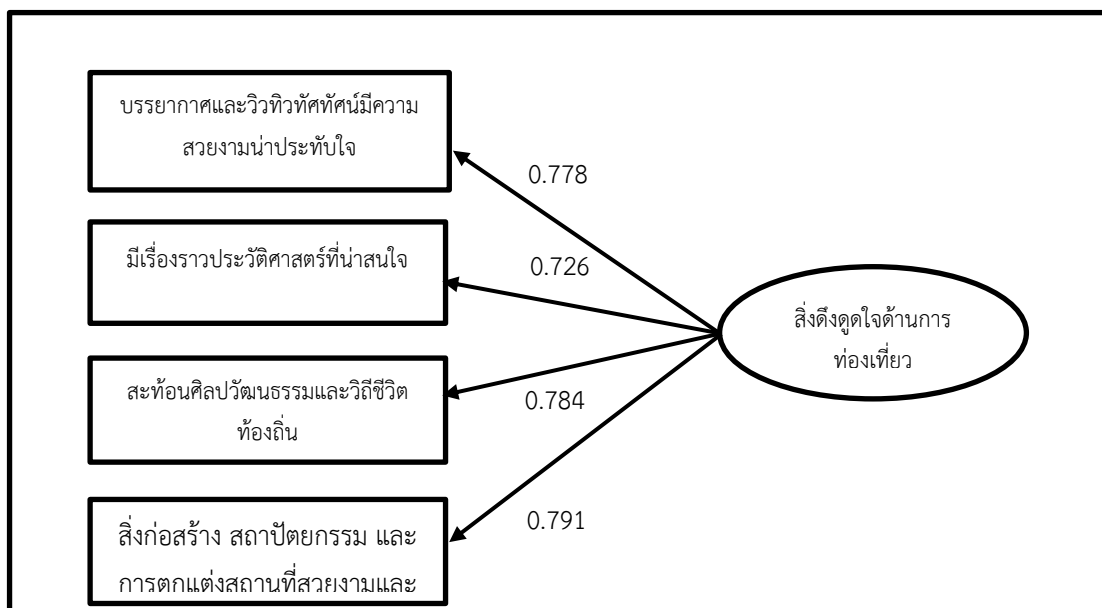 บรรยากาศและวิวทิวทัศทัศน์มีความ
สวยงามน่าประทับใจ
0.778
มีเรื่องราวประวัติศาสตร์ที่น่าสนใจ
0.726
สิ่งดึงดูดใจด้านการ
ท่องเที่ยว
สะท้อนศิลปวัฒนธรรมและวิถีชีวิต
ท้องถิ่น
0.784
สิ่งก่อสร้าง สถาปัตยกรรม และ
การตกแต่งสถานที่สวยงามและ
0.791